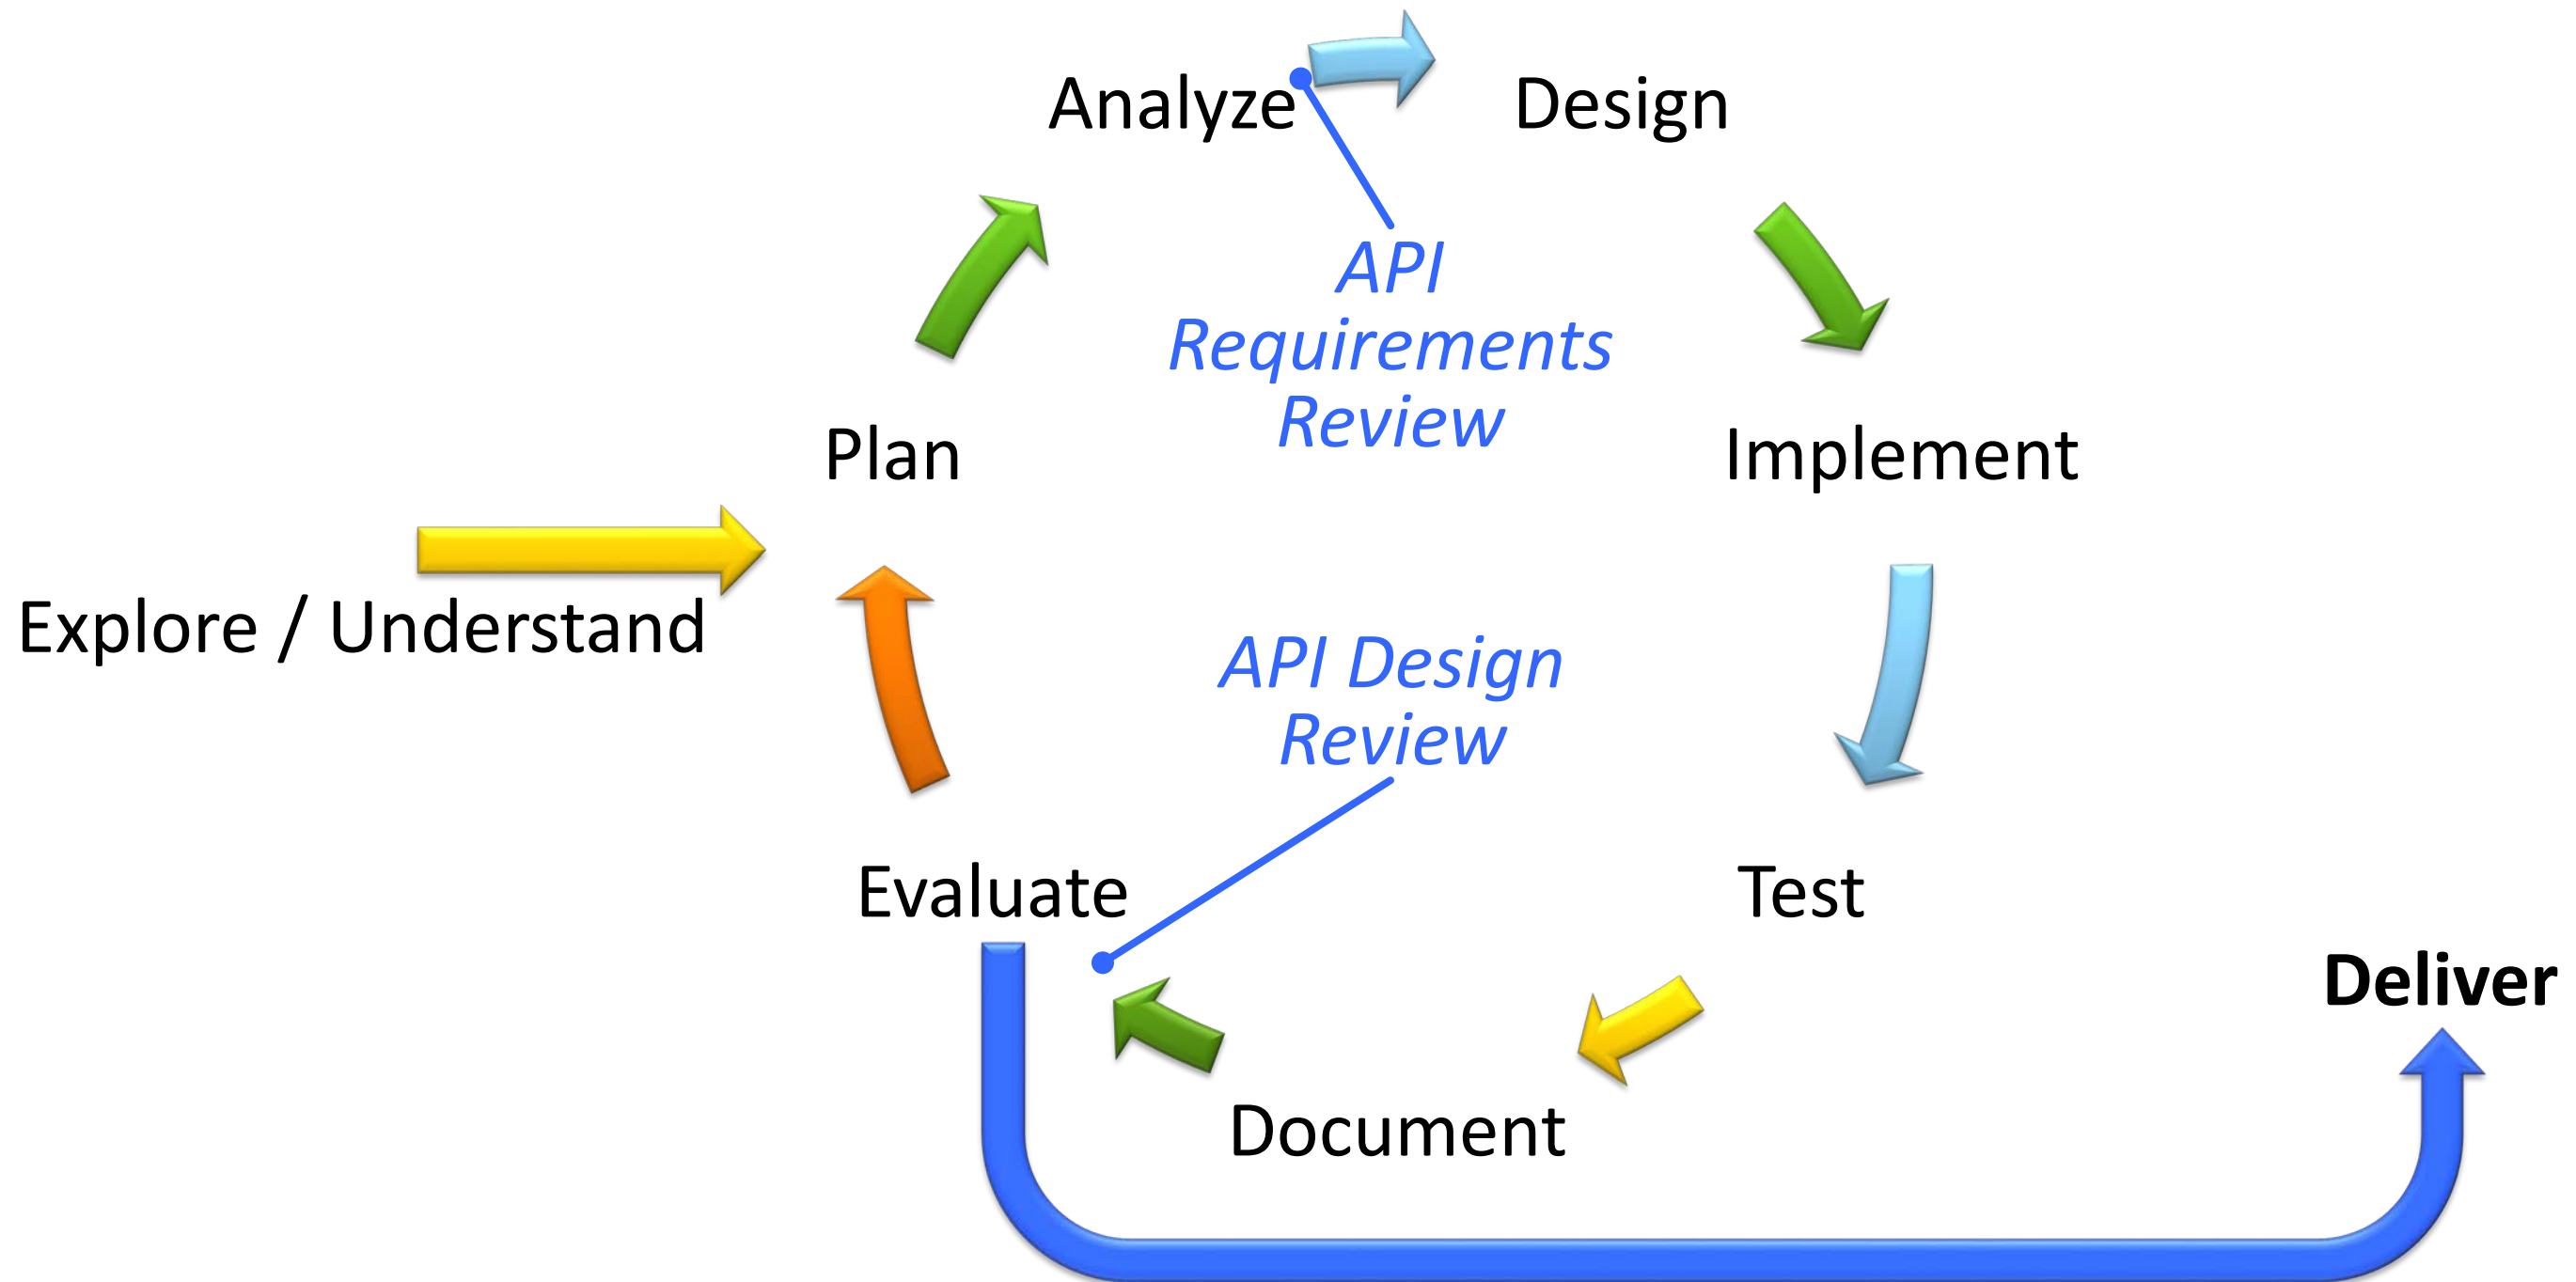 Analyze
Design
API
Requirements
Review
Plan
Implement
Explore / Understand
API Design
Review
Evaluate
Test
Deliver
Document